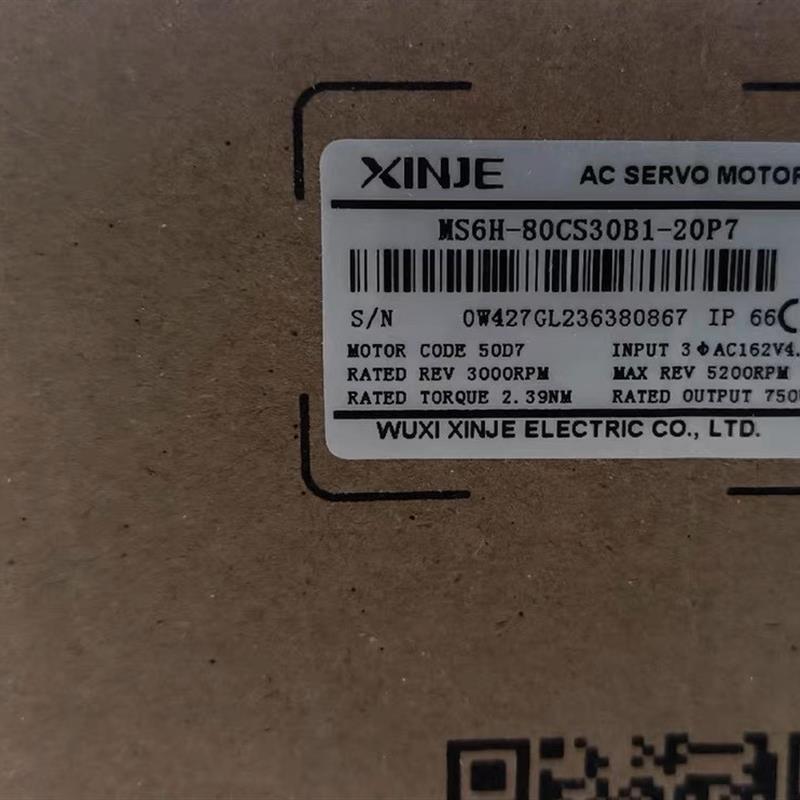 XINJE AC SERVO MOTOR
MS6H-80CS30B1-20P7
S/N 0W427GL236380867 IP 66
MOTOR CODE 50D7 INPUT 3ΦAC162V4.
RATED REV 3000RPM MAX REV 5200RPM
RATED TORQUE 2.39NM RATED OUTPUT 750
WUXI XINJE ELECTRIC CO., LTD.